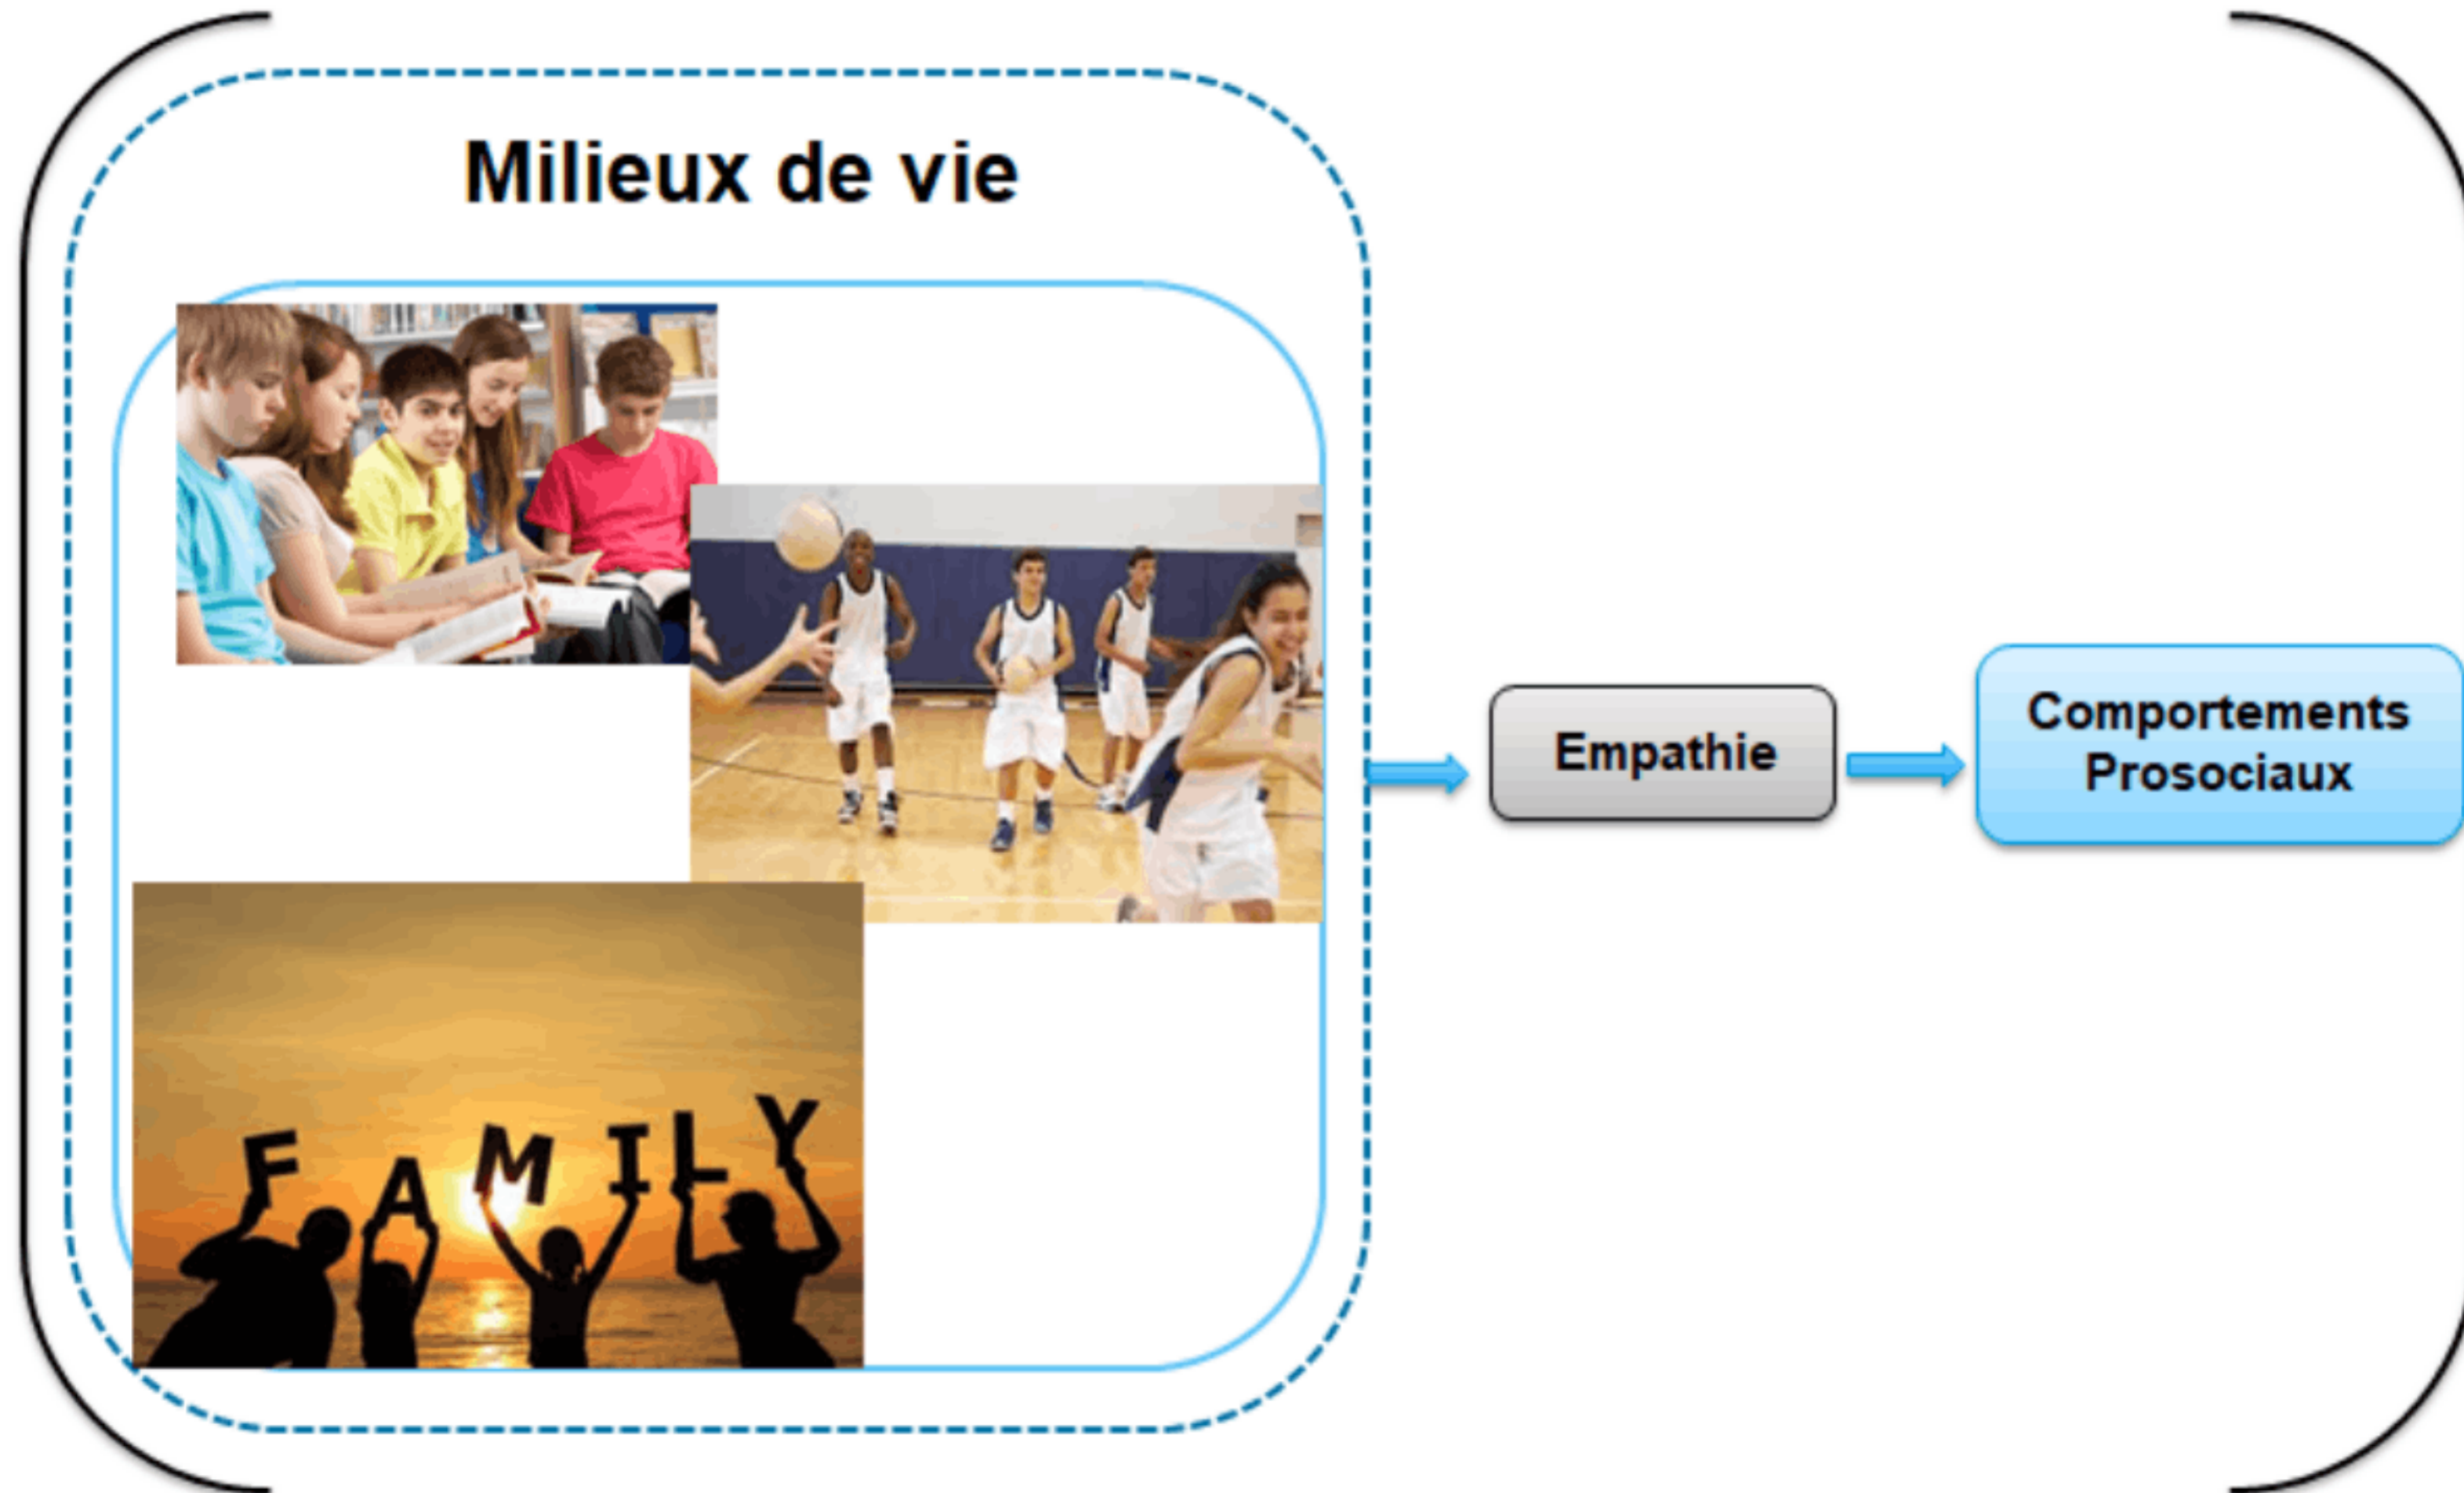 Milieux de vie
Empathie
Comportements
Prosociaux
FAMILY